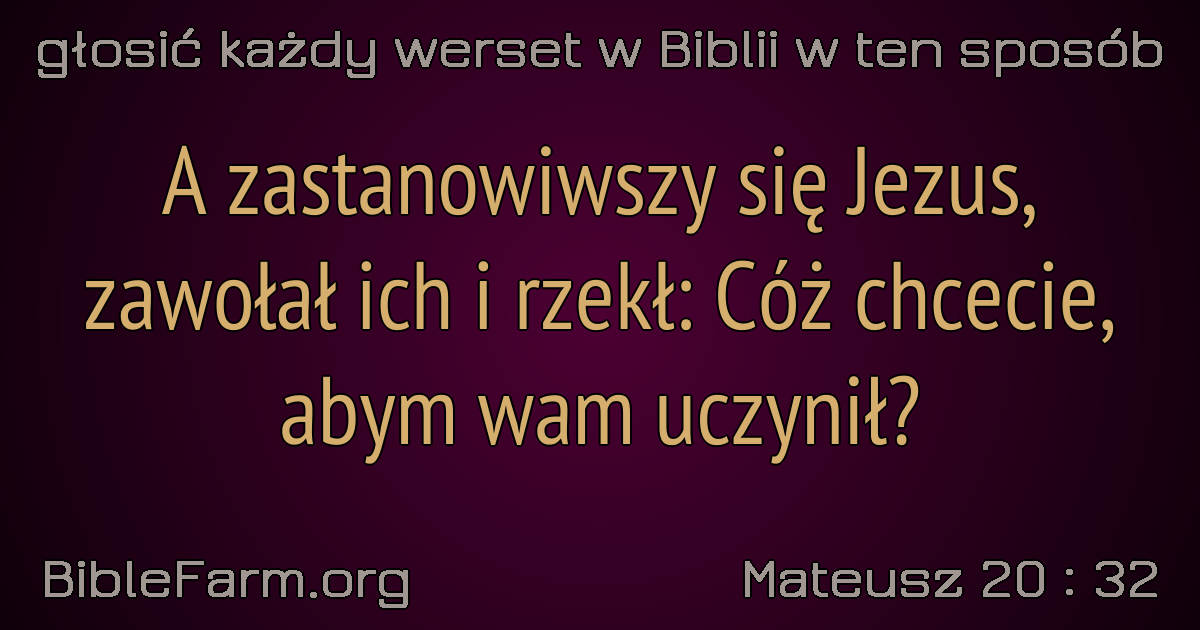 głosić każdy werset w Biblii w ten sposób
A zastanowiwszy się Jezus,
zawołał ich i rzekł: Cóż chcecie,
abym wam uczynił?
BibleFarm.org
Mateusz 20 : 32